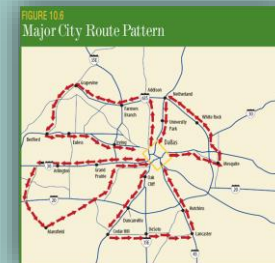 FIGURE 10.6
Major City Route Pattern
Grapevine
Addison
Farmers
Branch
Netherland
University
Park
White Rock
Bedford
Euless
Irving
Dallas
Mesquite
Arlington
Grand
Prairie
Oak
Cliff
Mansfield
Duncanville
Hutchins
Cedar Hill
DeSoto
Lancaster